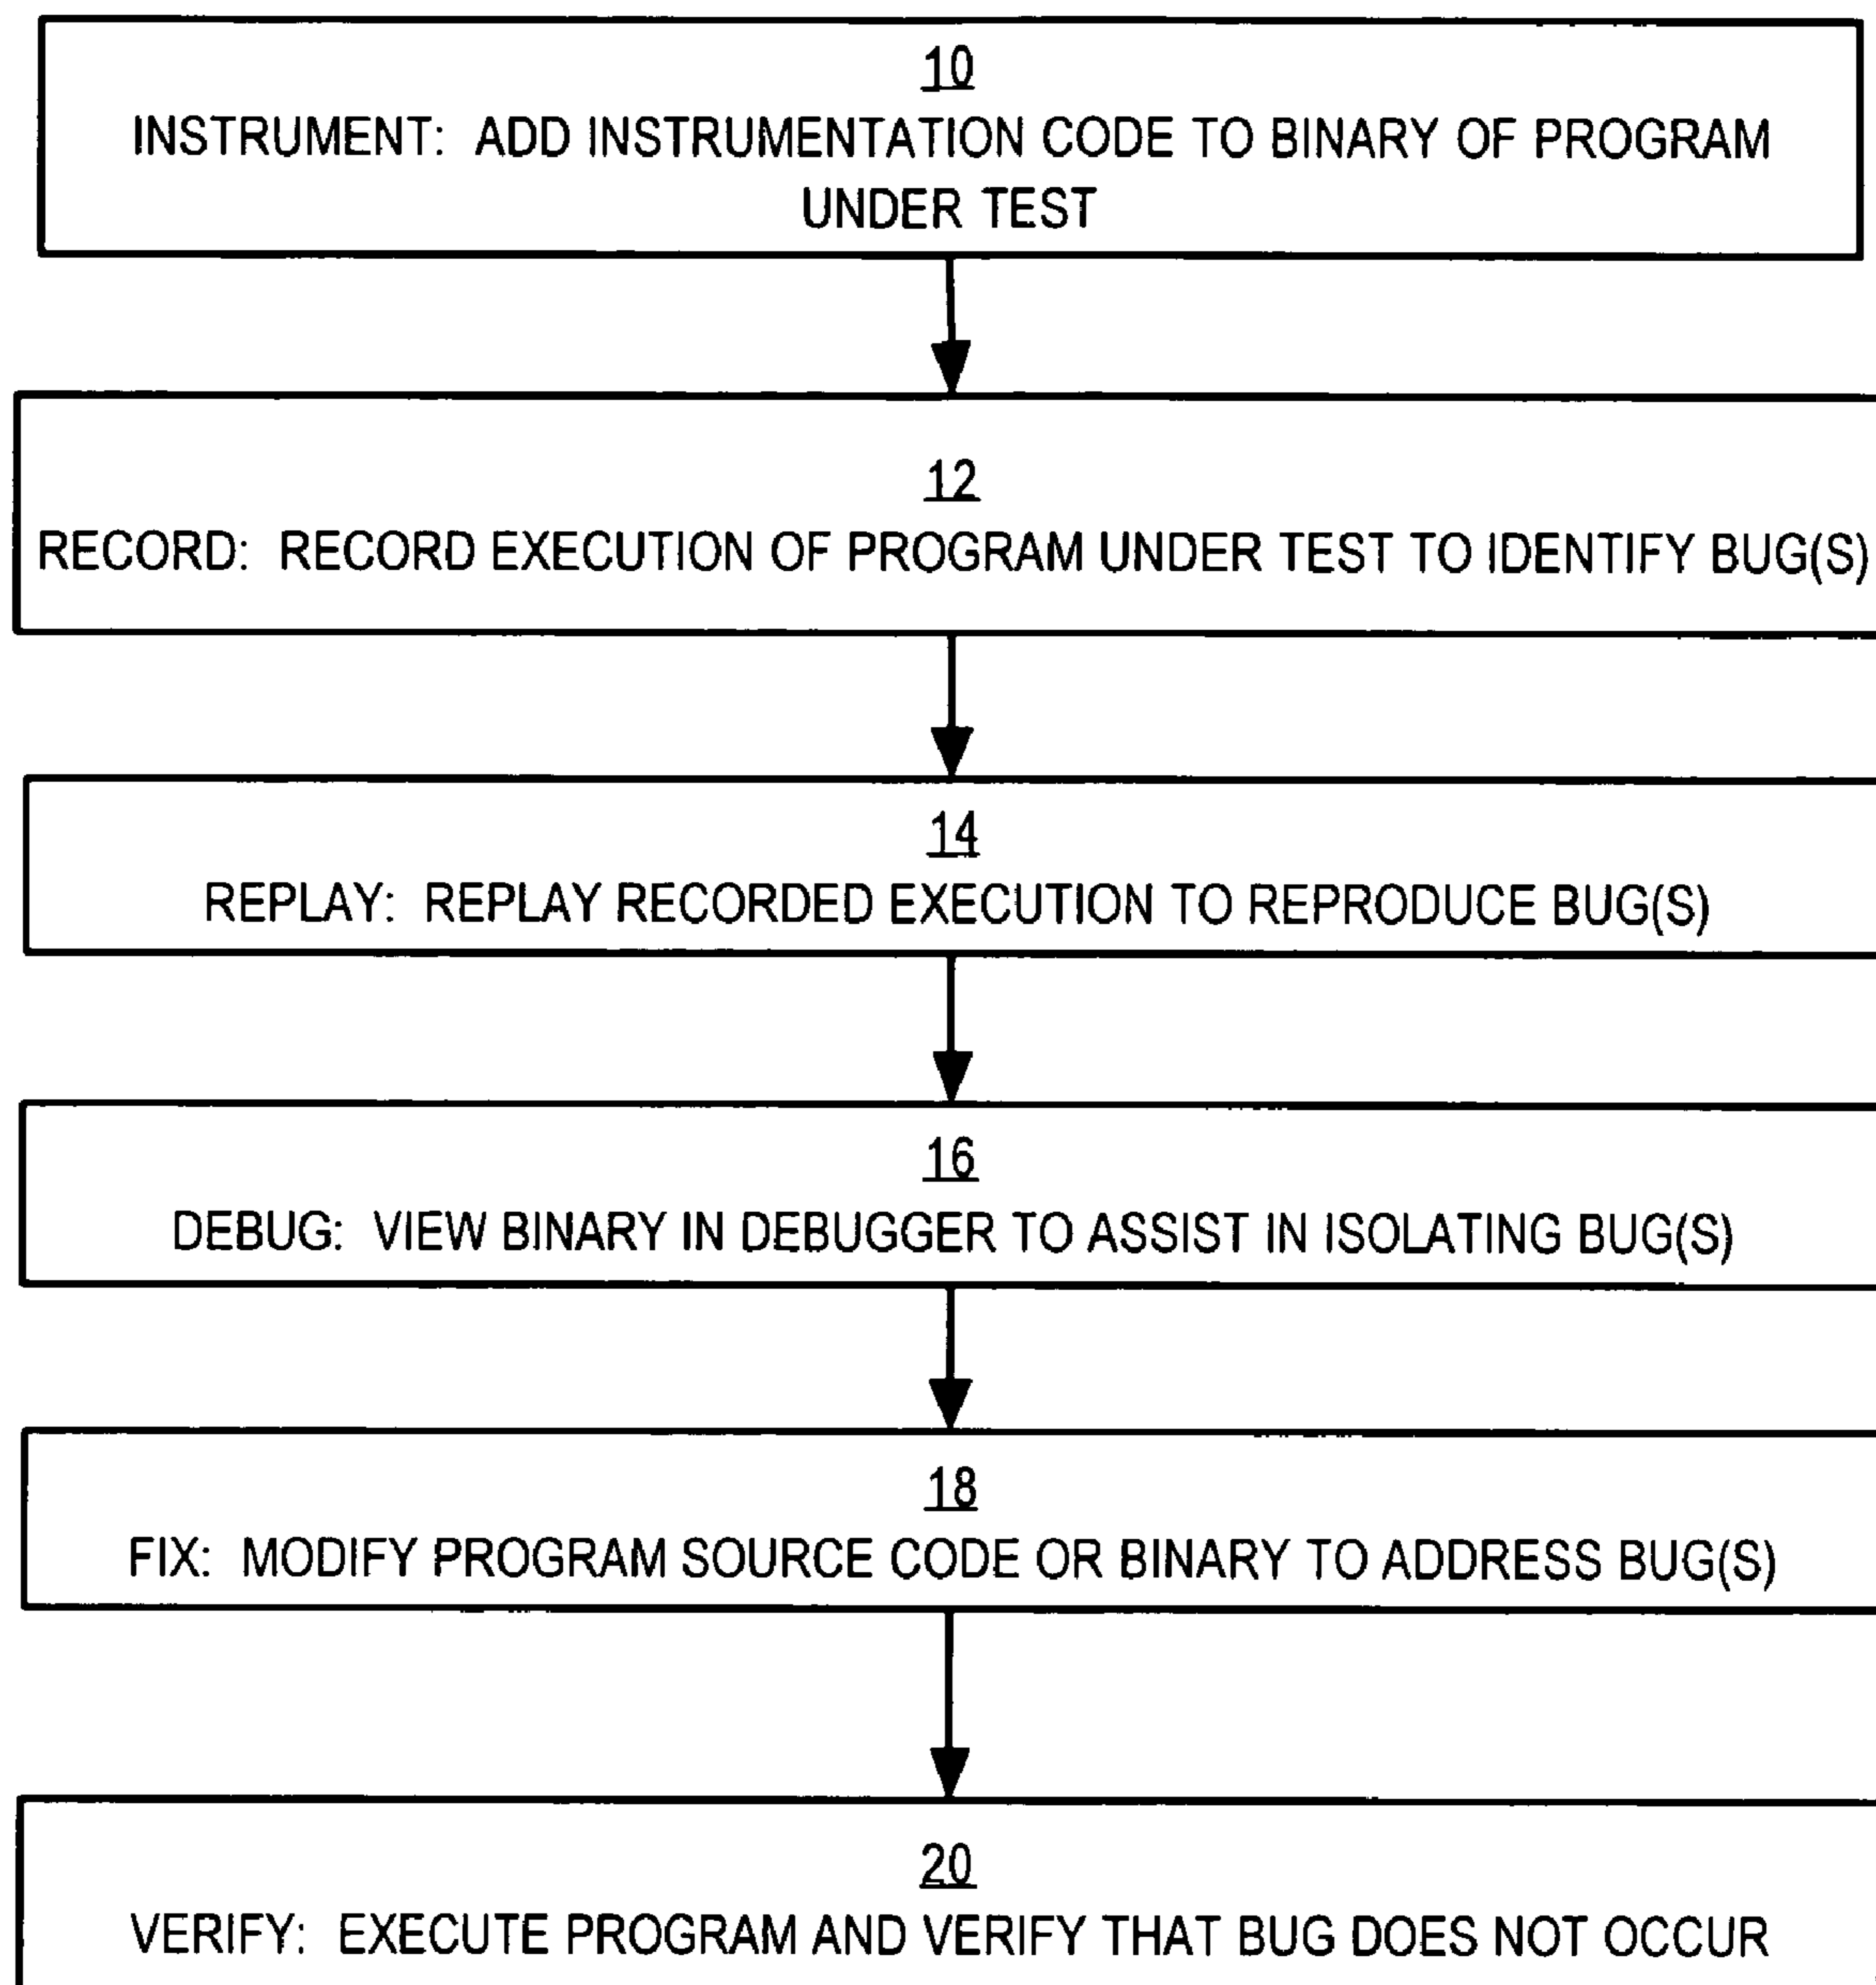 10
INSTRUMENT: ADD INSTRUMENTATION CODE TO BINARY OF PROGRAM
UNDER TEST
12
RECORD: RECORD EXECUTION OF PROGRAM UNDER TEST TO IDENTIFY BUG(S)
14
REPLAY: REPLAY RECORDED EXECUTION TO REPRODUCE BUG(S)
16
DEBUG: VIEW BINARY IN DEBUGGER TO ASSIST IN ISOLATING BUG(S)
18
FIX: MODIFY PROGRAM SOURCE CODE OR BINARY TO ADDRESS BUG(S)
20
VERIFY: EXECUTE PROGRAM AND VERIFY THAT BUG DOES NOT OCCUR